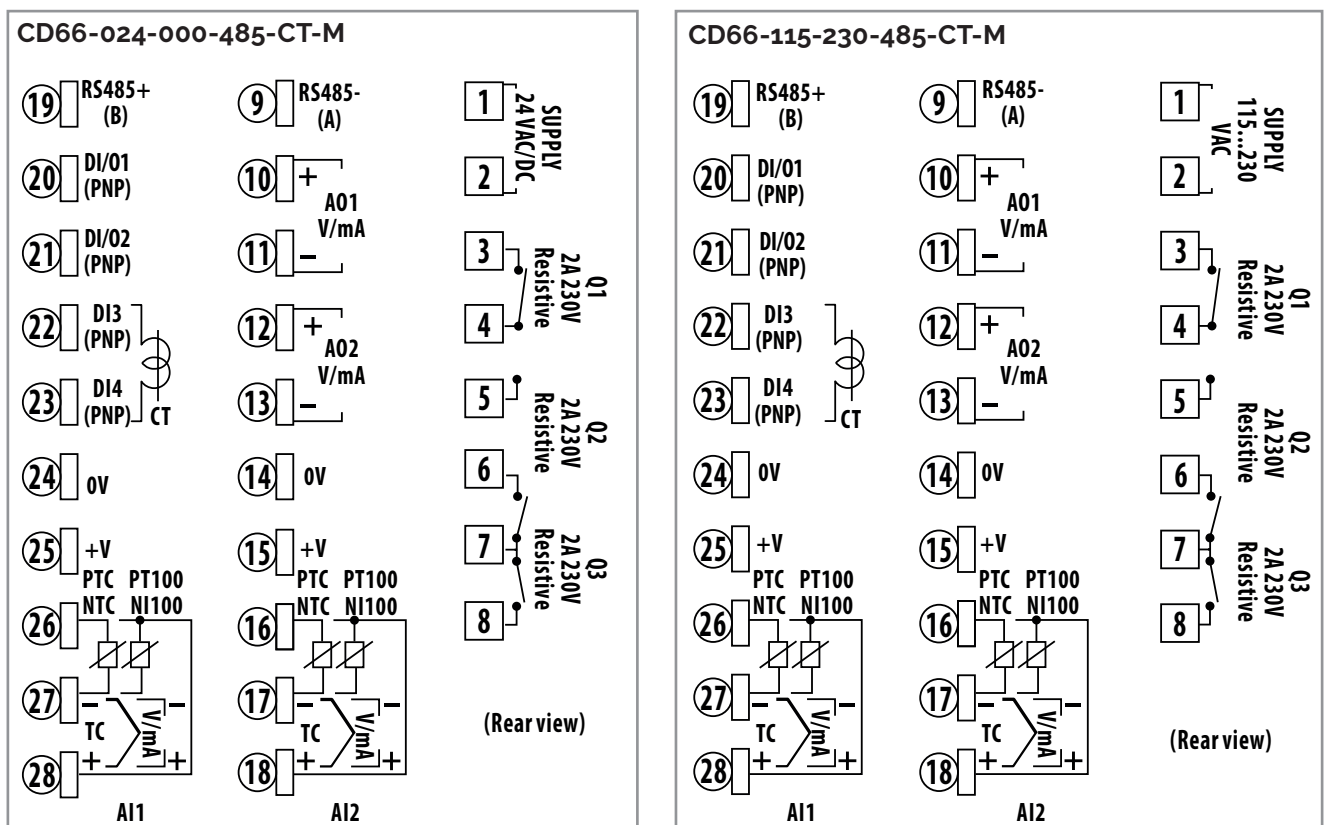 CD66-024-000-485-CT-M
19 RS485+ (B)
9 RS485- (A)
1
SUPPLY
24 VAC/DC
20 DI/O1 (PNP)
10 +
AO1
V/mA
2
21 DI/O2 (PNP)
11 –
3
Q1
2A 230V
Resistive
22 DI3 (PNP)
12 +
AO2
V/mA
4
23 DI4 (PNP)
CT
13 –
5
Q2
2A 230V
Resistive
24 0V
14 0V
6
25 +V
15 +V
7
Q3
2A 230V
Resistive
PTC PT100
NTC NI100
PTC PT100
NTC NI100
26
16
8
27 – –
TC V/mA
17 – –
TC V/mA
(Rear view)
28 + +
18 + +
AI1
AI2
CD66-115-230-485-CT-M
19 RS485+ (B)
9 RS485- (A)
1
SUPPLY
115...230
VAC
20 DI/O1 (PNP)
10 +
AO1
V/mA
2
21 DI/O2 (PNP)
11 –
3
Q1
2A 230V
Resistive
22 DI3 (PNP)
12 +
AO2
V/mA
4
23 DI4 (PNP)
CT
13 –
5
Q2
2A 230V
Resistive
24 0V
14 0V
6
25 +V
15 +V
7
Q3
2A 230V
Resistive
PTC PT100
NTC NI100
PTC PT100
NTC NI100
26
16
8
27 – –
TC V/mA
17 – –
TC V/mA
(Rear view)
28 + +
18 + +
AI1
AI2